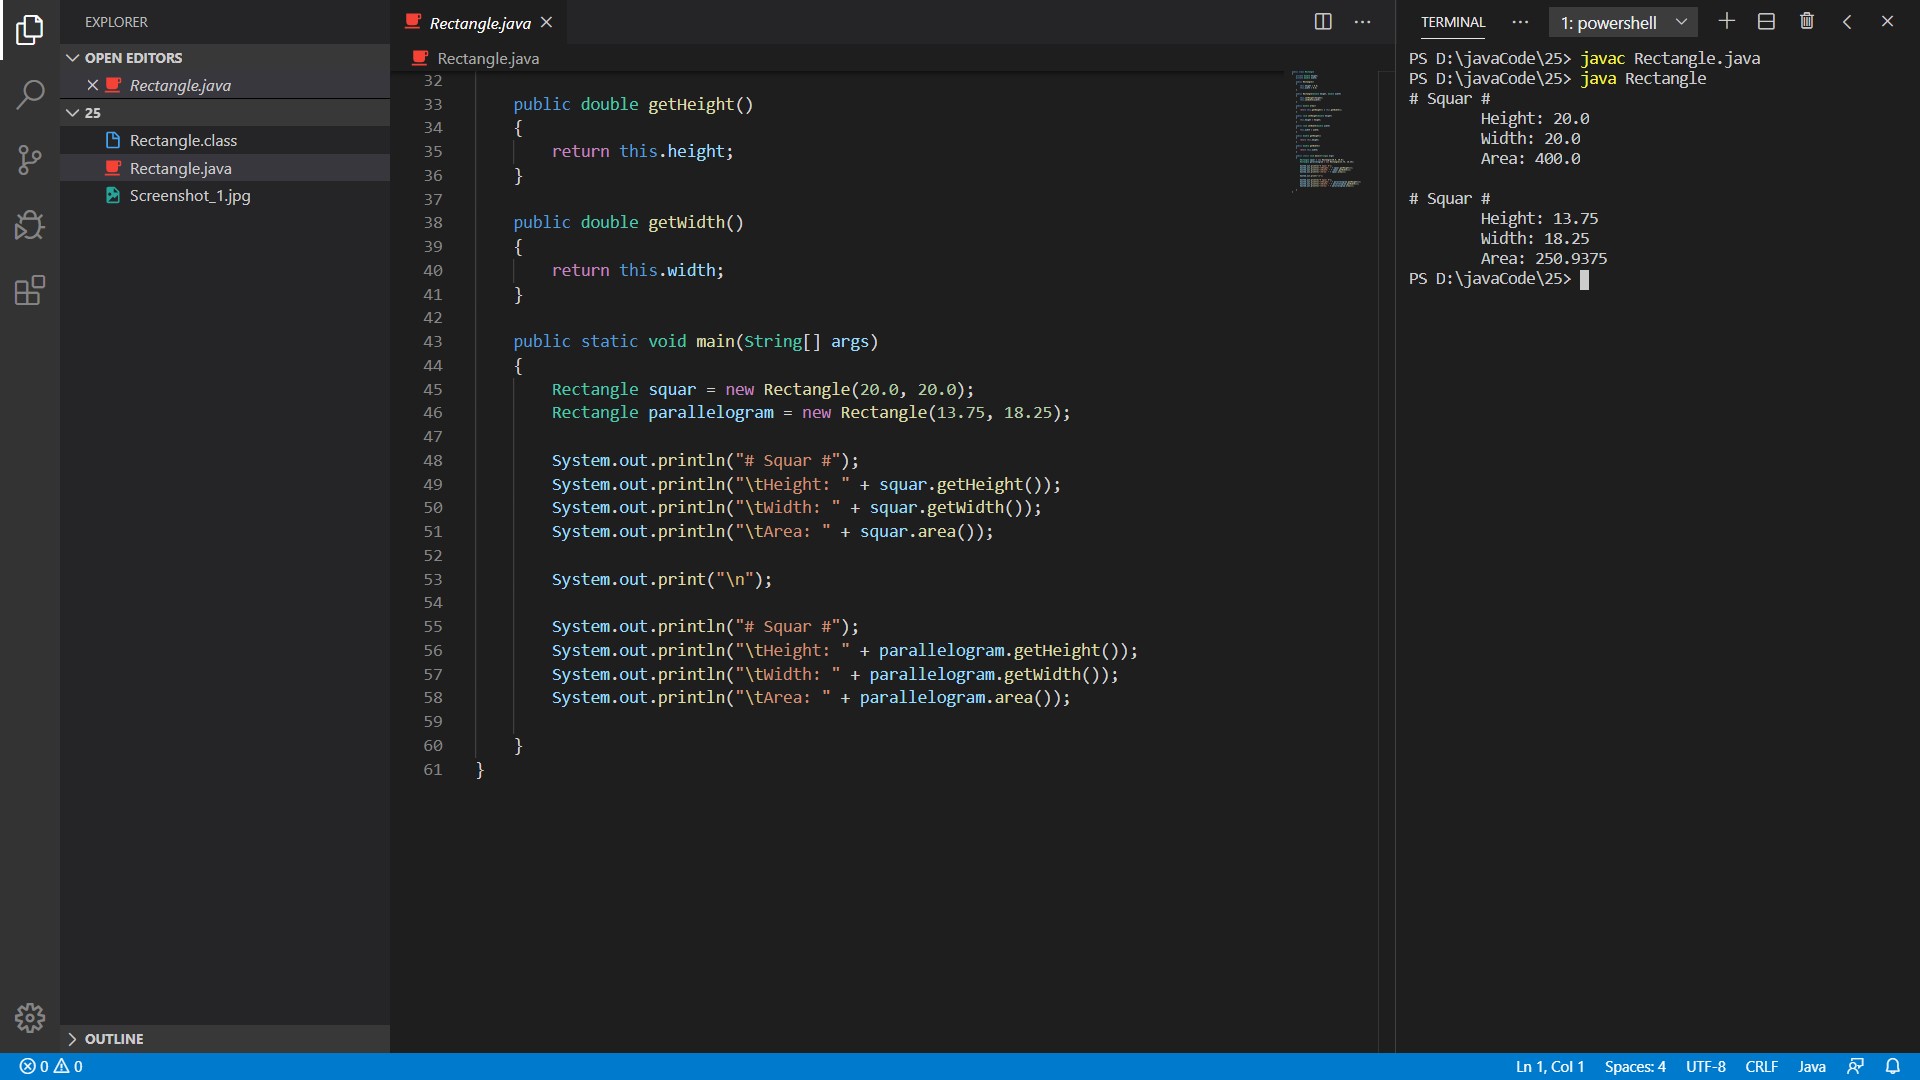 EXPLORER
OPEN EDITORS
Rectangle.java
25
Rectangle.class
Rectangle.java
Screenshot_1.jpg
OUTLINE
Rectangle.java
Rectangle.java
32
33 public double getHeight()
34 {
35 return this.height;
36 }
37
38 public double getWidth()
39 {
40 return this.width;
41 }
42
43 public static void main(String[] args)
44 {
45 Rectangle squar = new Rectangle(20.0, 20.0);
46 Rectangle parallelogram = new Rectangle(13.75, 18.25);
47
48 System.out.println("# Squar #");
49 System.out.println("\tHeight: " + squar.getHeight());
50 System.out.println("\tWidth: " + squar.getWidth());
51 System.out.println("\tArea: " + squar.area());
52
53 System.out.print("\n");
54
55 System.out.println("# Squar #");
56 System.out.println("\tHeight: " + parallelogram.getHeight());
57 System.out.println("\tWidth: " + parallelogram.getWidth());
58 System.out.println("\tArea: " + parallelogram.area());
59
60 }
61 }
TERMINAL ··· 1: powershell
PS D:\javaCode\25> javac Rectangle.java
PS D:\javaCode\25> java Rectangle
# Squar #
Height: 20.0
Width: 20.0
Area: 400.0
# Squar #
Height: 13.75
Width: 18.25
Area: 250.9375
PS D:\javaCode\25>
0 0 Ln 1, Col 1 Spaces: 4 UTF-8 CRLF Java